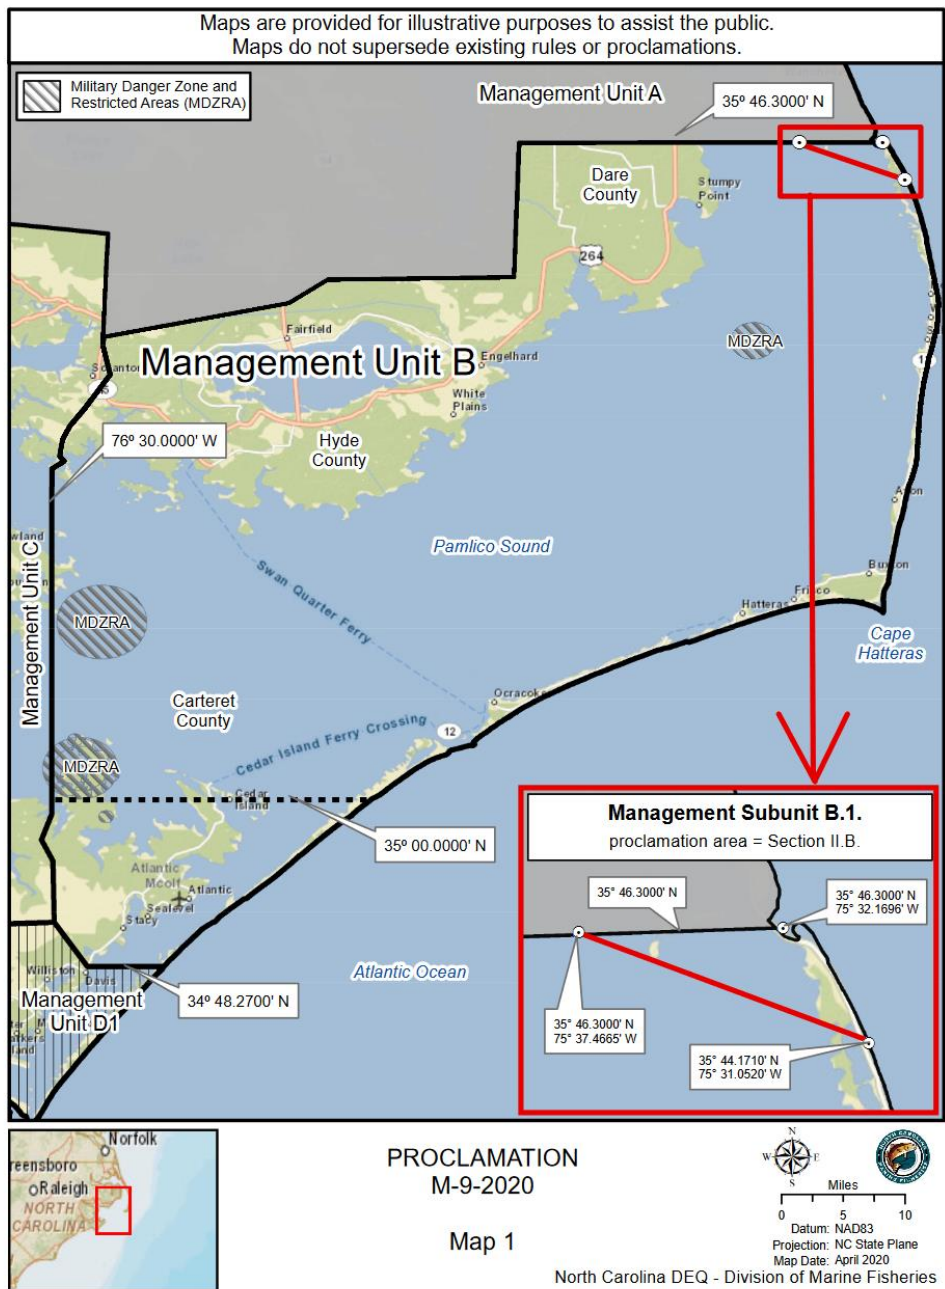 Maps are provided for illustrative purposes to assist the public.
Maps do not supersede existing rules or proclamations.
Military Danger Zone and
Restricted Areas (MDZRA)
Management Unit A
35º 46.3000' N
Dare
County
Stumpy
Point
264
Fairfield
MDZRA
Management Unit B
Engelhard
White
Plains
76º 30.0000' W
Hyde
County
Pamlico Sound
Management Unit C
Swan Quarter Ferry
Buxton
Frisco
Hatteras
MDZRA
Cape
Hatteras
Carteret
County
Ocracoke
12
Cedar Island Ferry Crossing
MDZRA
Cedar
Island
35º 00.0000' N
Management Subunit B.1.
proclamation area = Section II.B.
Atlantic
Atlantic
Sealevel
Stacy
35° 46.3000' N
35° 46.3000' N
75° 32.1696' W
Atlantic Ocean
Williston
Davis
Management
Unit D1
34º 48.2700' N
35° 46.3000' N
75° 37.4665' W
35° 44.1710' N
75° 31.0520' W
Norfolk
eensboro
Raleigh
NORTH
CAROLINA
PROCLAMATION
M-9-2020
Map 1
N
W E
S
Miles
0 5 10
Datum: NAD83
Projection: NC State Plane
Map Date: April 2020
North Carolina DEQ - Division of Marine Fisheries